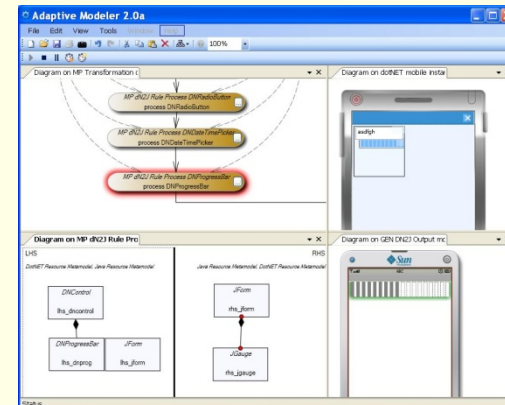 Adaptive Modeler 2.0a
File Edit View Tools Window Help
100%
Diagram on MP Transformation c
MP dN2J Rule Process DNRadioButton
process DNRadioButton
MP dN2J Rule Process DNDateTimePicker
process DNDateTimePicker
MP dN2J Rule Process DNProgressBar
process DNProgressBar
Diagram on dotNET mobile instar
asdfgh
Diagram on MP dN2J Rule Pro
LHS
DotNET Resource Metamodel, Java Resource Metamodel
DNControl
lhs_dncontrol
DNProgressBar
lhs_dnprog
JForm
lhs_jform
RHS
Java Resource Metamodel, DotNET Resource Metamodel
JForm
rhs_jform
JGauge
rhs_jgauge
Diagram on GEN DN2J Output mc
Sun
ABC
Status